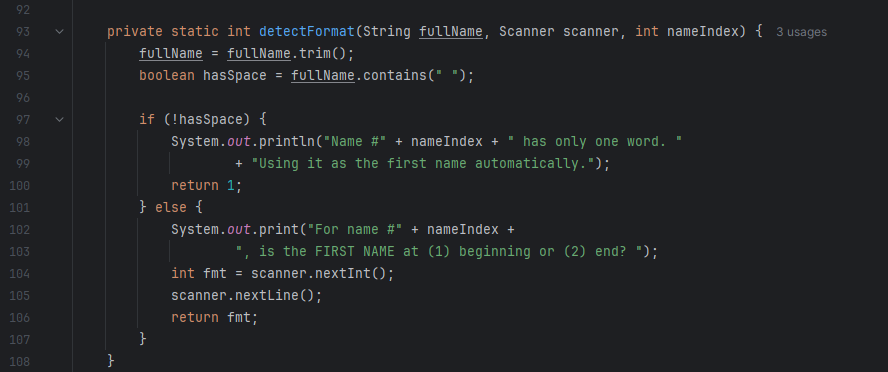 92
93 private static int detectFormat(String fullName, Scanner scanner, int nameIndex) { 3 usages
94 fullName = fullName.trim();
95 boolean hasSpace = fullName.contains(" ");
96
97 if (!hasSpace) {
98 System.out.println("Name #" + nameIndex + " has only one word. "
99 + "Using it as the first name automatically.");
100 return 1;
101 } else {
102 System.out.print("For name #" + nameIndex +
103 ", is the FIRST NAME at (1) beginning or (2) end? ");
104 int fmt = scanner.nextInt();
105 scanner.nextLine();
106 return fmt;
107 }
108 }